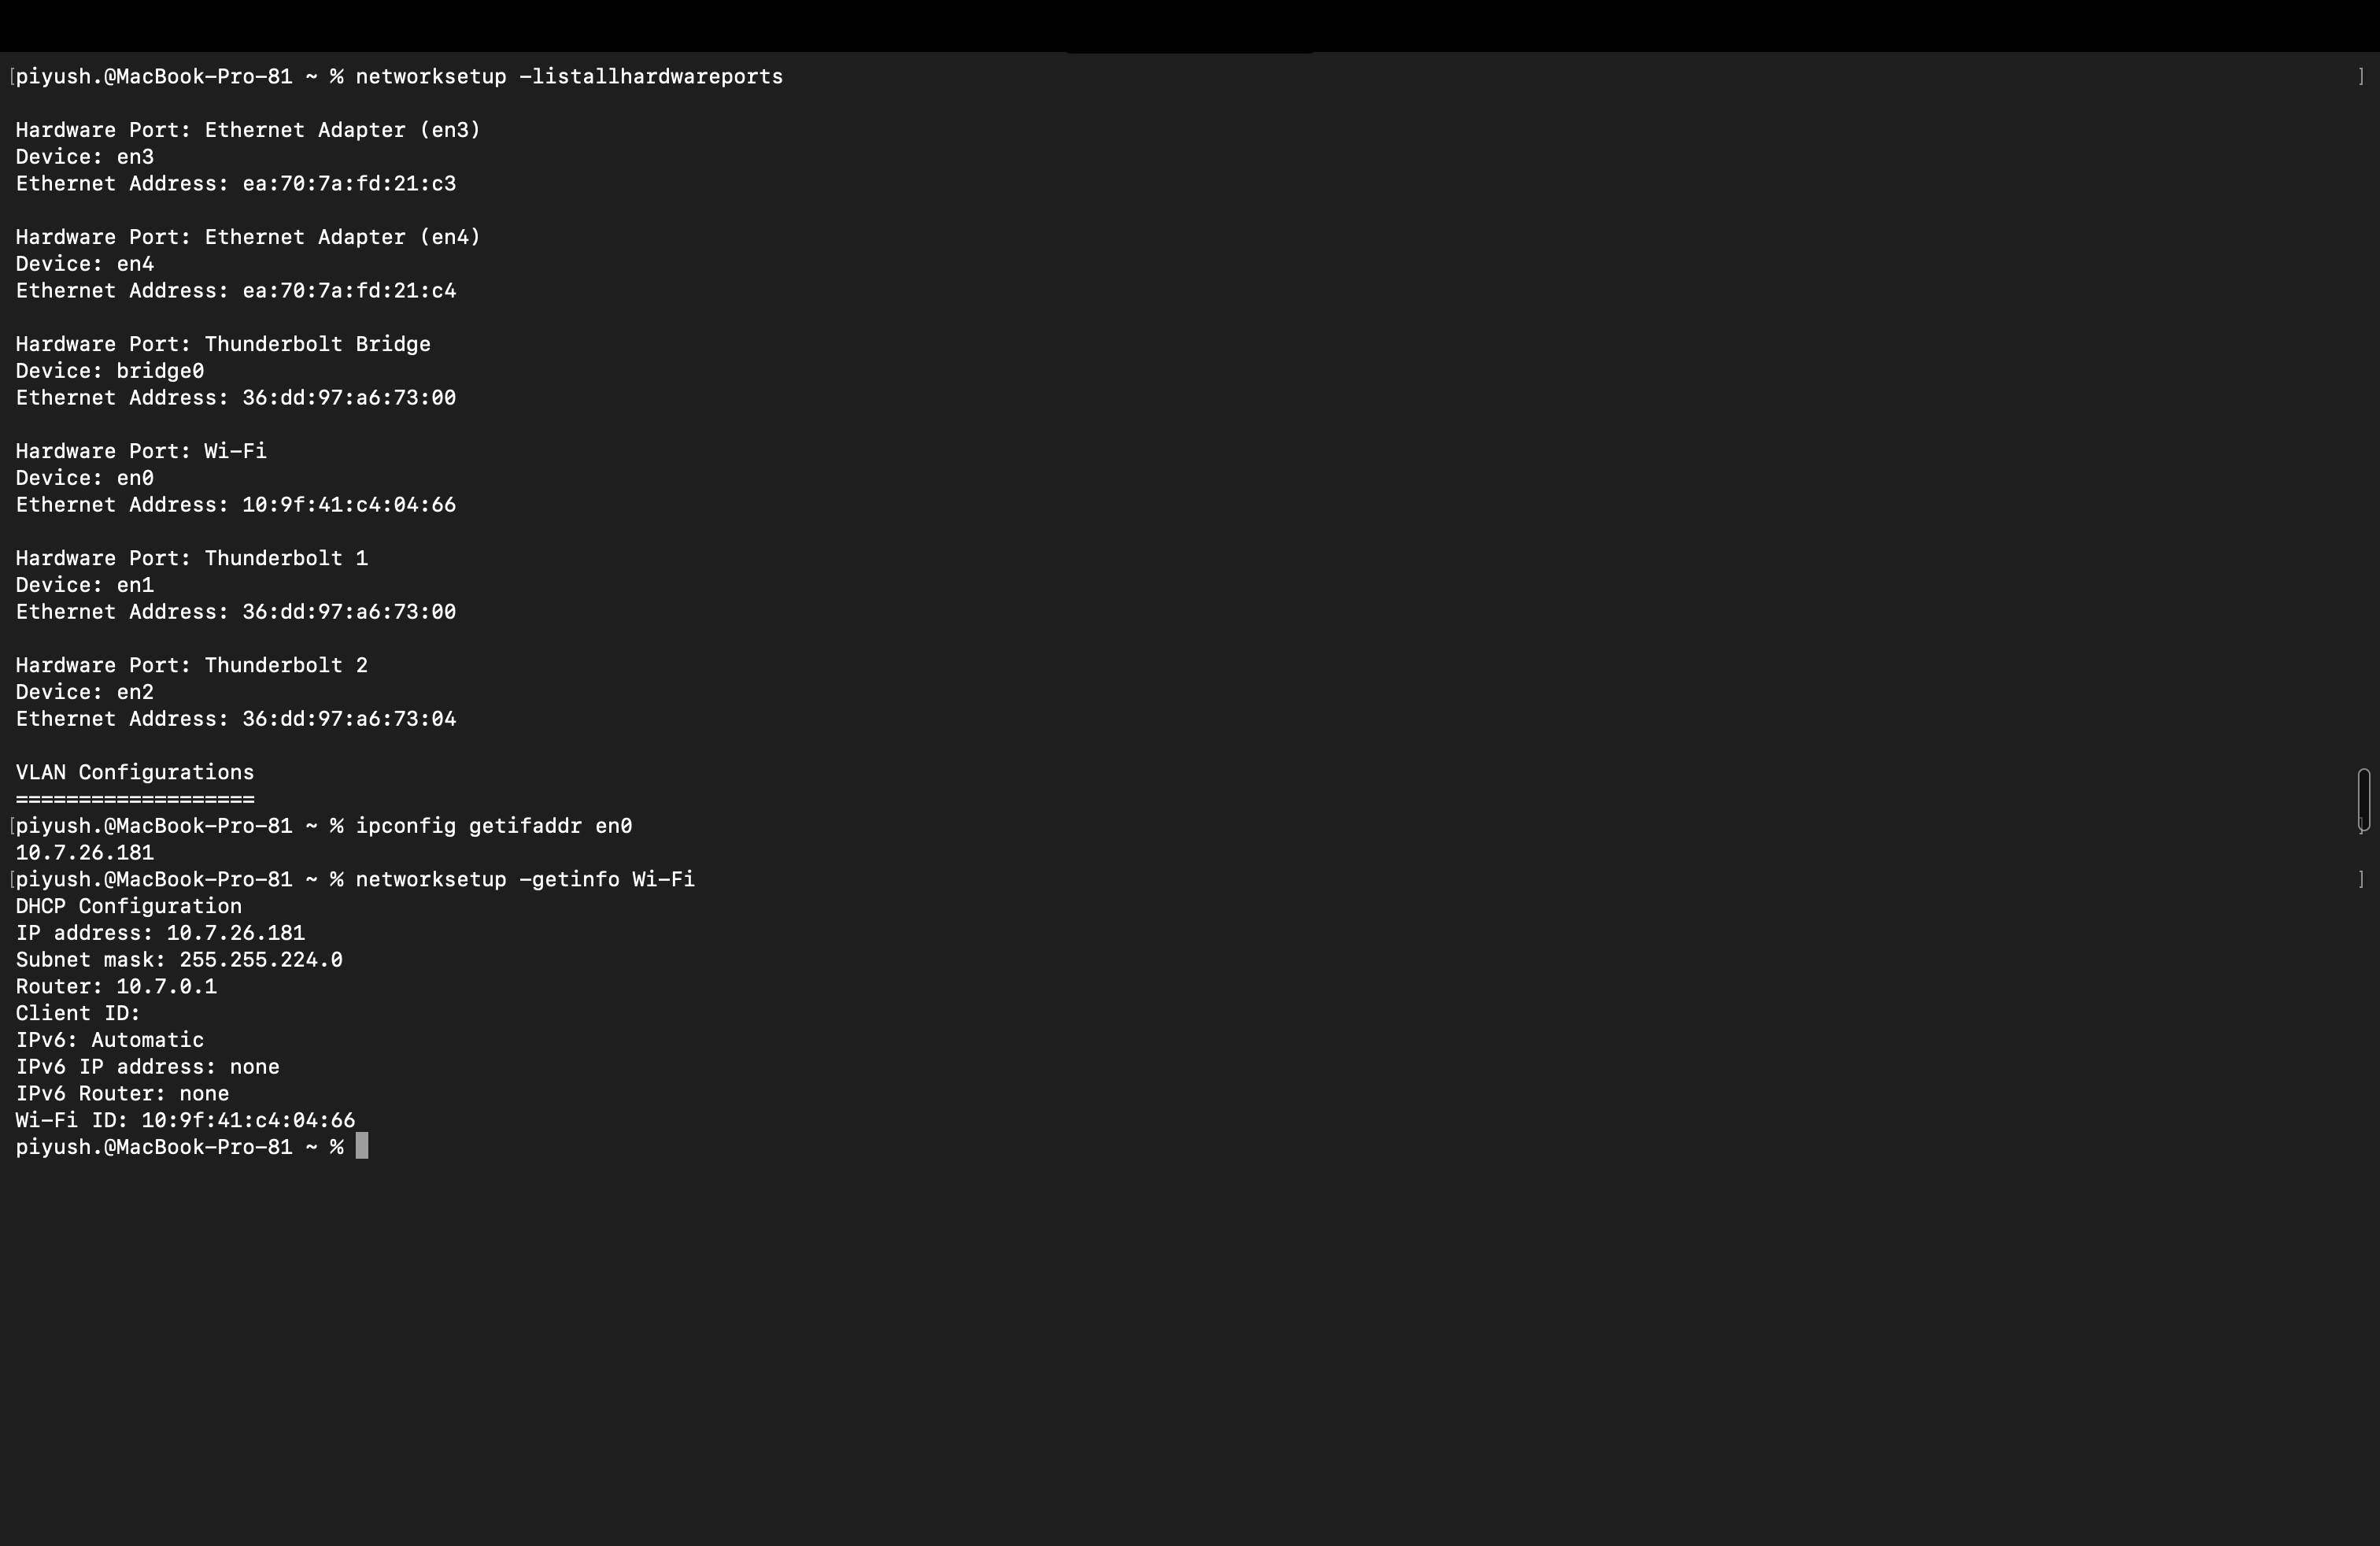 [piyush.@MacBook-Pro-81 ~ % networksetup -listallhardwareports ]
Hardware Port: Ethernet Adapter (en3)
Device: en3
Ethernet Address: ea:70:7a:fd:21:c3
Hardware Port: Ethernet Adapter (en4)
Device: en4
Ethernet Address: ea:70:7a:fd:21:c4
Hardware Port: Thunderbolt Bridge
Device: bridge0
Ethernet Address: 36:dd:97:a6:73:00
Hardware Port: Wi-Fi
Device: en0
Ethernet Address: 10:9f:41:c4:04:66
Hardware Port: Thunderbolt 1
Device: en1
Ethernet Address: 36:dd:97:a6:73:00
Hardware Port: Thunderbolt 2
Device: en2
Ethernet Address: 36:dd:97:a6:73:04
VLAN Configurations
===================
[piyush.@MacBook-Pro-81 ~ % ipconfig getifaddr en0 ]
10.7.26.181
[piyush.@MacBook-Pro-81 ~ % networksetup -getinfo Wi-Fi ]
DHCP Configuration
IP address: 10.7.26.181
Subnet mask: 255.255.224.0
Router: 10.7.0.1
Client ID:
IPv6: Automatic
IPv6 IP address: none
IPv6 Router: none
Wi-Fi ID: 10:9f:41:c4:04:66
piyush.@MacBook-Pro-81 ~ %